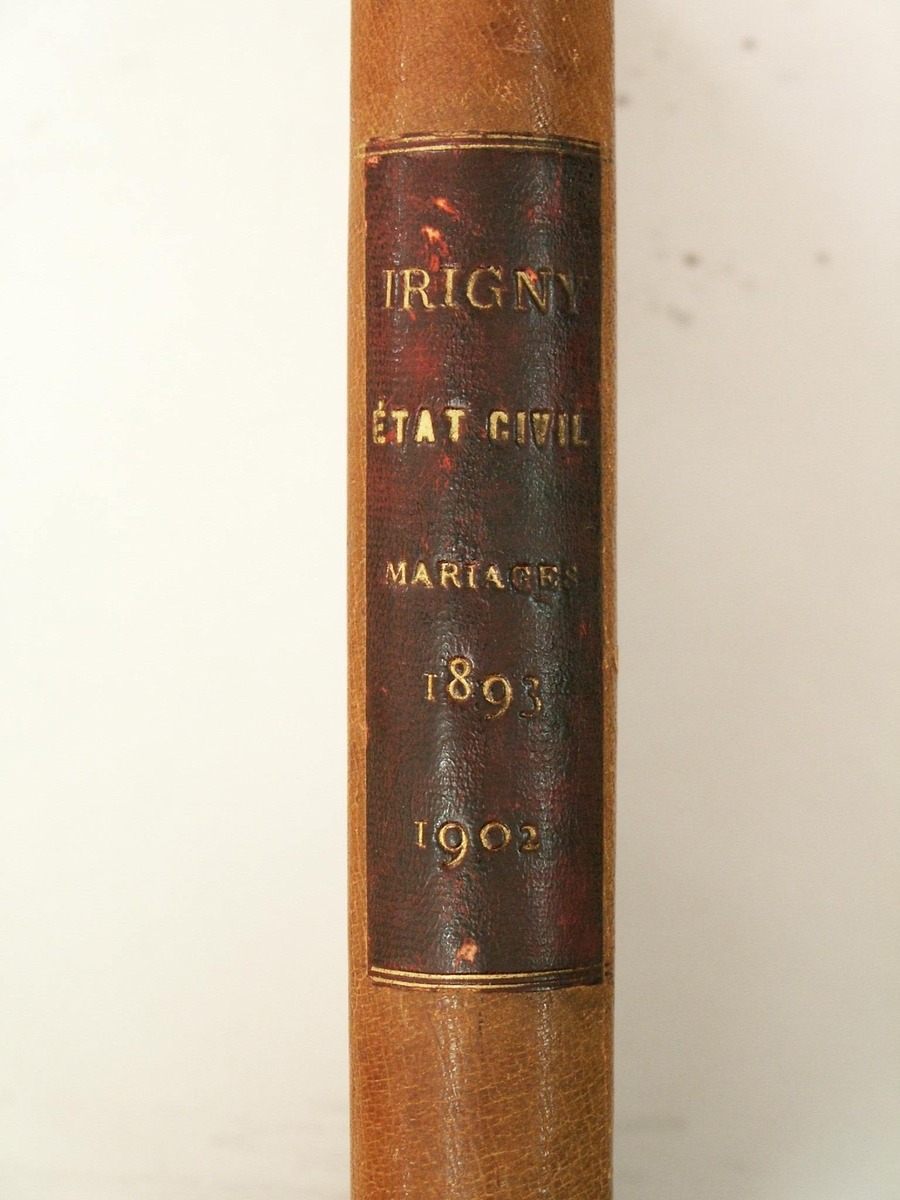 IRIGNY
ÉTAT CIVIL
MARIAGES
1893
1902